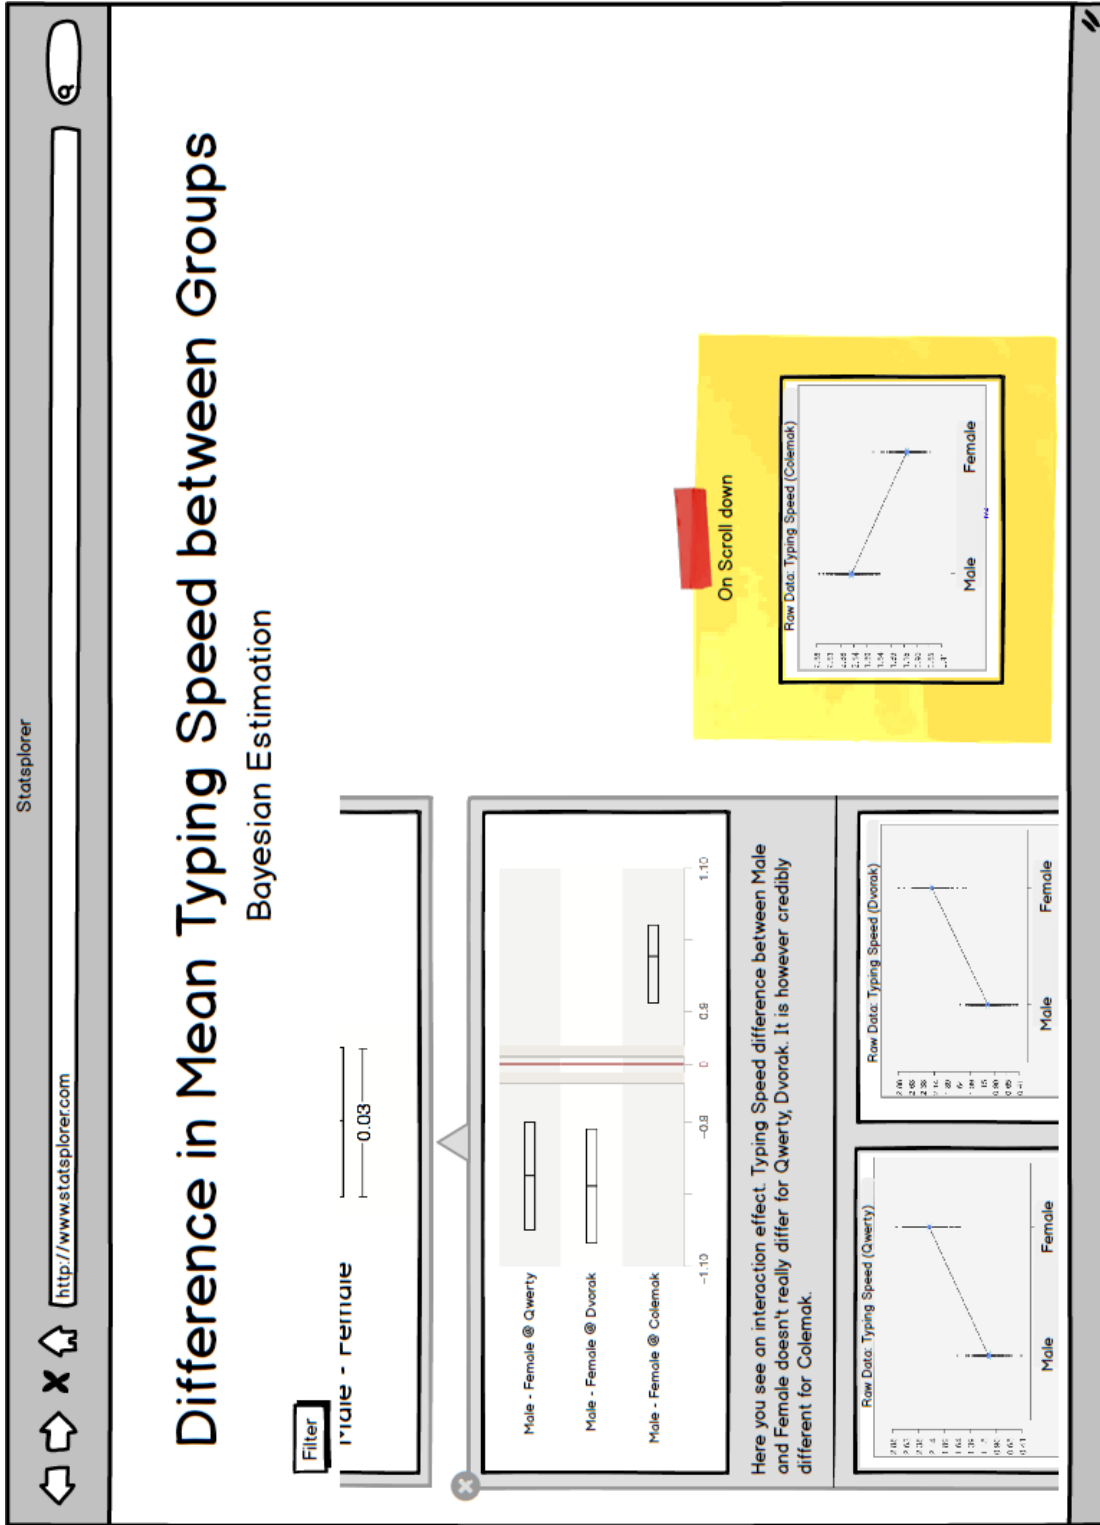 Statsplorer
http://www.statsplorer.com
Difference in Mean Typing Speed between Groups
Bayesian Estimation
Filter
Male - Female
0.03
Male - Female @ Qwerty
Male - Female @ Dvorak
Male - Female @ Colemak
-1.10
-0.9
0
0.9
1.10
Here you see an interaction effect. Typing Speed difference between Male
and Female doesn't really differ for Qwerty, Dvorak. It is however credibly
different for Colemak.
Raw Data: Typing Speed (Qwerty)
Male
Female
Raw Data: Typing Speed (Dvorak)
Male
Female
On Scroll down
Raw Data: Typing Speed (Colemak)
Male
Female